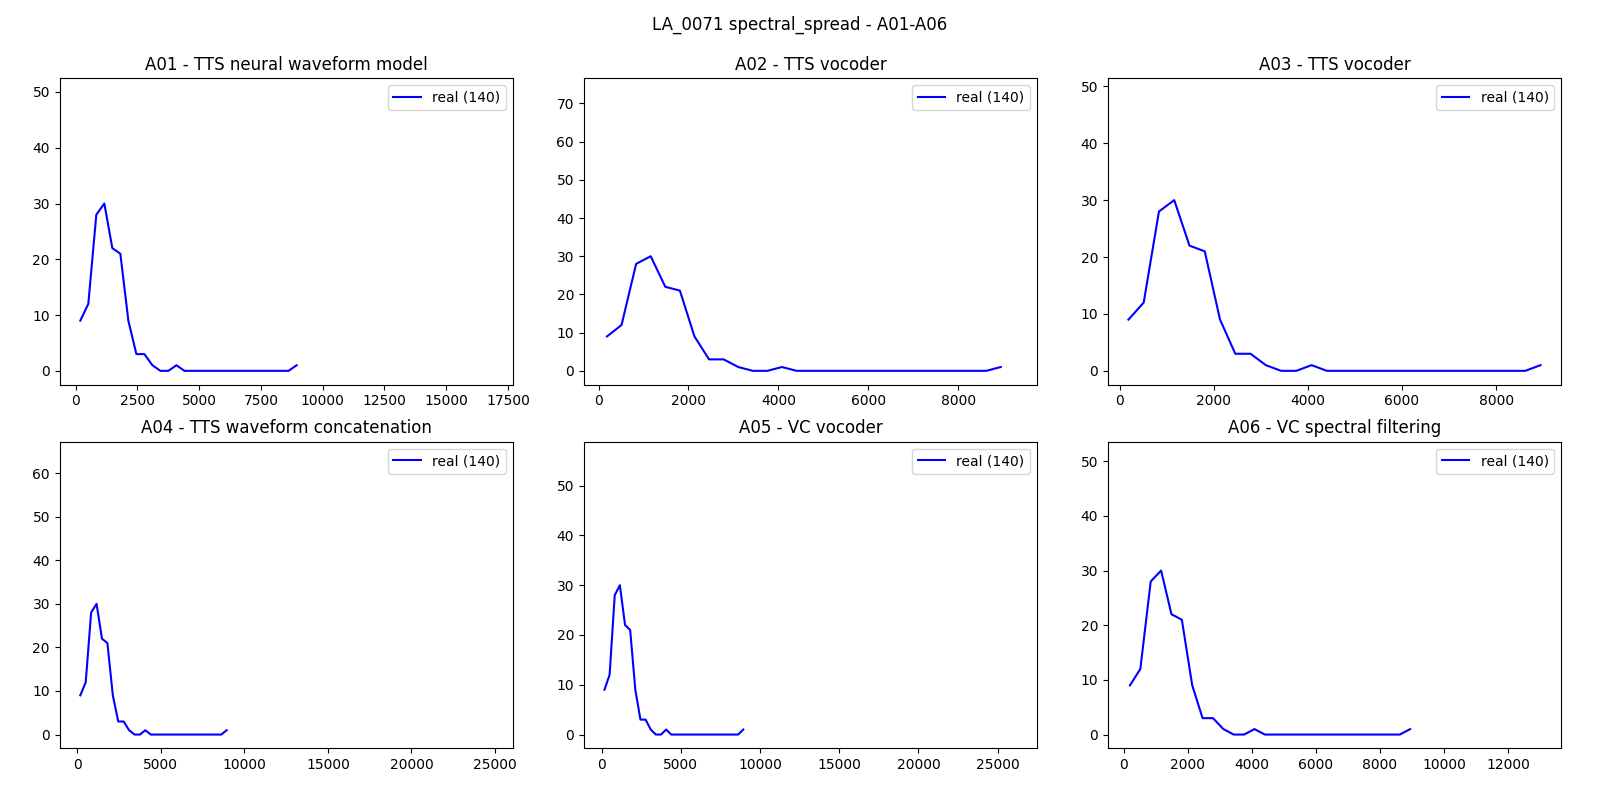 LA_0071 spectral_spread - A01-A06
A01 - TTS neural waveform model
real (140)
50
40
30
20
10
0
0 2500 5000 7500 10000 12500 15000 17500
A02 - TTS vocoder
real (140)
70
60
50
40
30
20
10
0
0 2000 4000 6000 8000
A03 - TTS vocoder
real (140)
50
40
30
20
10
0
0 2000 4000 6000 8000
A04 - TTS waveform concatenation
real (140)
60
50
40
30
20
10
0
0 5000 10000 15000 20000 25000
A05 - VC vocoder
real (140)
50
40
30
20
10
0
0 5000 10000 15000 20000 25000
A06 - VC spectral filtering
real (140)
50
40
30
20
10
0
0 2000 4000 6000 8000 10000 12000